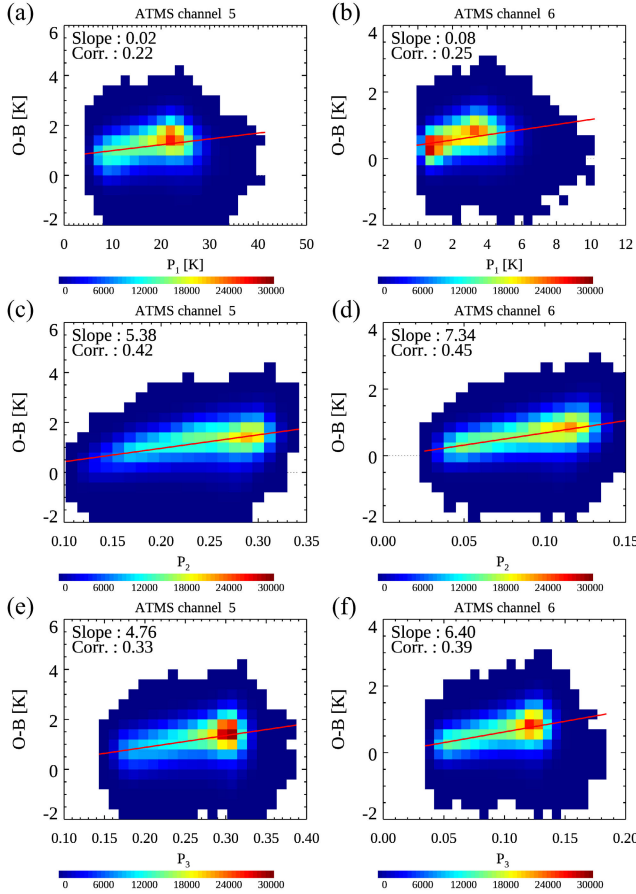 (a)
ATMS channel 5
Slope : 0.02
Corr. : 0.22
O-B [K]
6
4
2
0
-2
0 10 20 30 40 50
P1 [K]
0 6000 12000 18000 24000 30000
(b)
ATMS channel 6
Slope : 0.08
Corr. : 0.25
O-B [K]
4
2
0
-2
-2 0 2 4 6 8 10 12
P1 [K]
0 6000 12000 18000 24000 30000
(c)
ATMS channel 5
Slope : 5.38
Corr. : 0.42
O-B [K]
6
4
2
0
-2
0.10 0.15 0.20 0.25 0.30 0.35
P2
0 6000 12000 18000 24000 30000
(d)
ATMS channel 6
Slope : 7.34
Corr. : 0.45
O-B [K]
4
2
0
-2
0.00 0.05 0.10 0.15
P2
0 6000 12000 18000 24000 30000
(e)
ATMS channel 5
Slope : 4.76
Corr. : 0.33
O-B [K]
6
4
2
0
-2
0.10 0.15 0.20 0.25 0.30 0.35 0.40
P3
0 6000 12000 18000 24000 30000
(f)
ATMS channel 6
Slope : 6.40
Corr. : 0.39
O-B [K]
4
2
0
-2
0.00 0.05 0.10 0.15 0.20
P3
0 6000 12000 18000 24000 30000